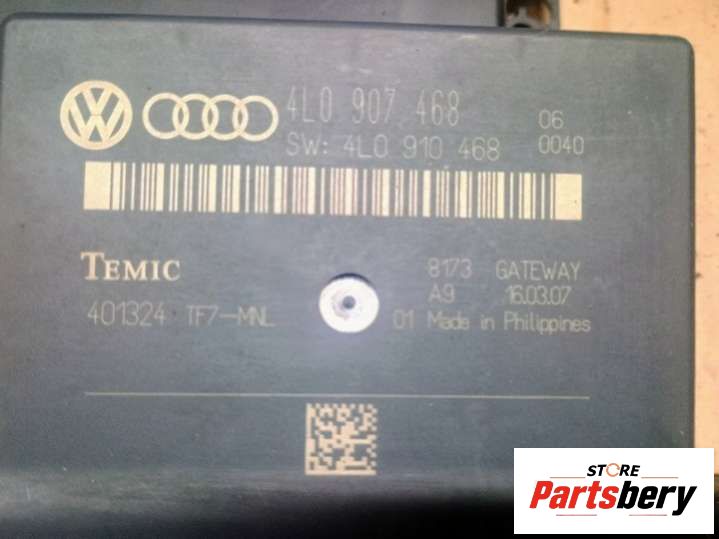 VW 4L0 907 468 06
SW: 4L0 910 468 0040
TEMIC 8173 GATEWAY
A9 16.03.07
401324 TF7-MNL 01 Made in Philippines
STORE
Partsbery